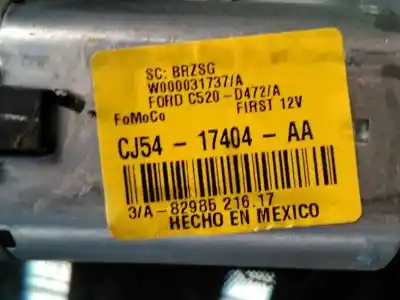 SC: BRZSG
W000031737/A
FORD C520-D472/A
FoMoCo FIRST 12V
CJ54 - 17404 - AA
3/A-82985 216.17
HECHO EN MEXICO